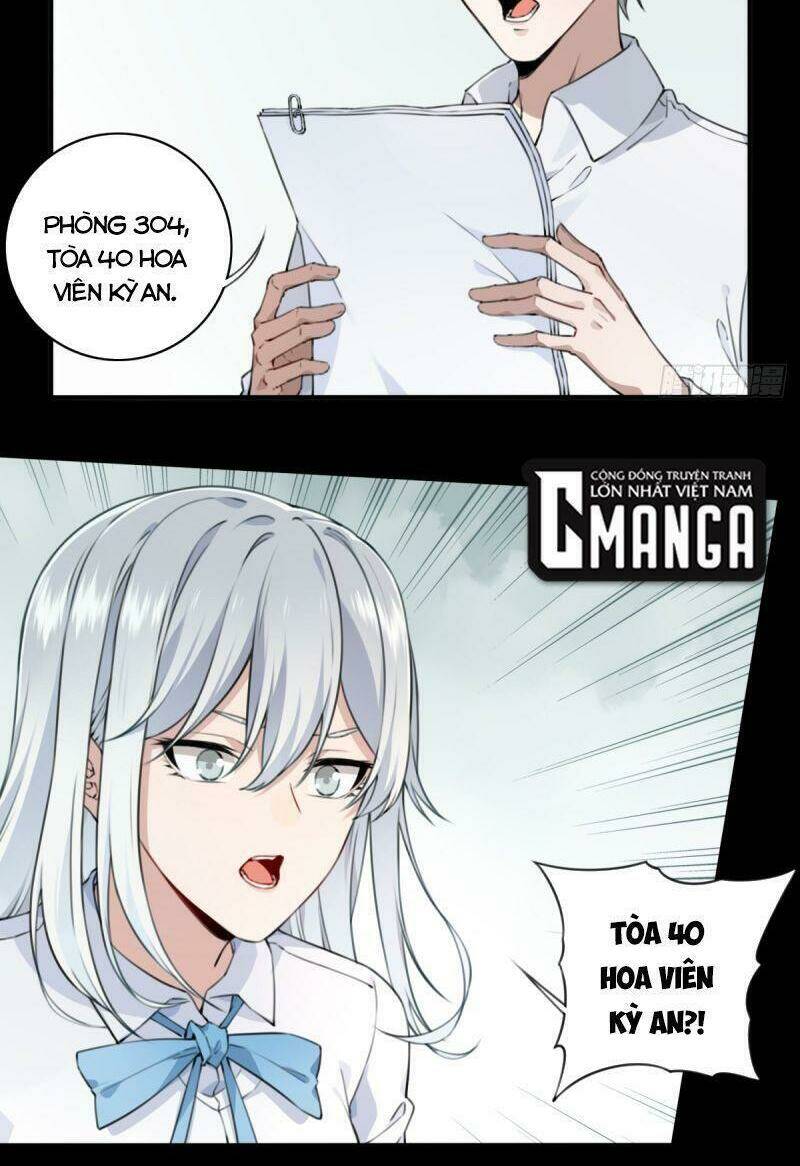 PHÒNG 304,
TÒA 40 HOA
VIÊN KỲ AN.
CỘNG ĐỒNG TRUYỆN TRANH
LỚN NHẤT VIỆT NAM
CMANGA
TÒA 40
HOA VIÊN
KỲ AN?!